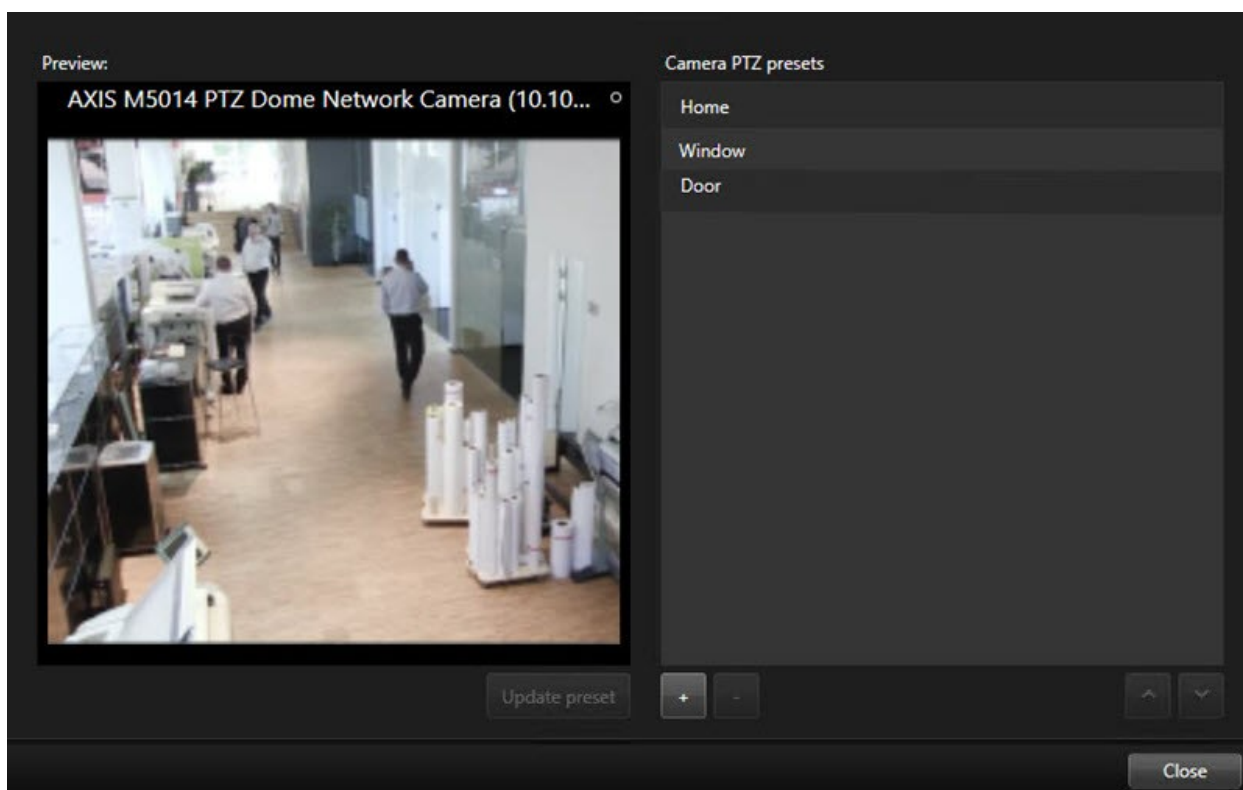 Preview:
AXIS M5014 PTZ Dome Network Camera (10.10...
Camera PTZ presets
Home
Window
Door
Update preset
+
-
Close